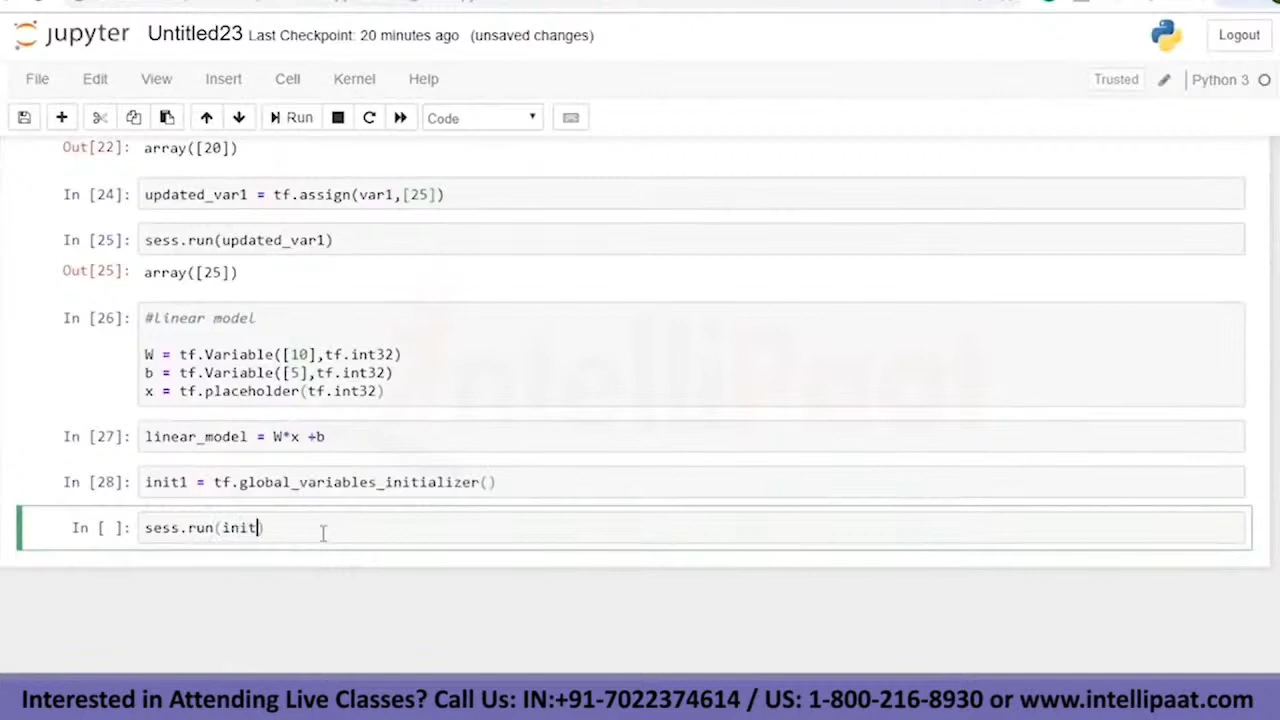 jupyter Untitled23 Last Checkpoint: 20 minutes ago (unsaved changes) Logout
File Edit View Insert Cell Kernel Help Trusted Python 3
Run Code
Out[22]: array([20])
In [24]: updated_var1 = tf.assign(var1,[25])
In [25]: sess.run(updated_var1)
Out[25]: array([25])
In [26]: #linear model
W = tf.Variable([10],tf.int32)
b = tf.Variable([5],tf.int32)
x = tf.placeholder(tf.int32)
In [27]: linear_model = W*x +b
In [28]: init1 = tf.global_variables_initializer()
In [ ]: sess.run(init)
IntelliPaat
Interested in Attending Live Classes? Call Us: IN:+91-7022374614 / US: 1-800-216-8930 or www.intellipaat.com